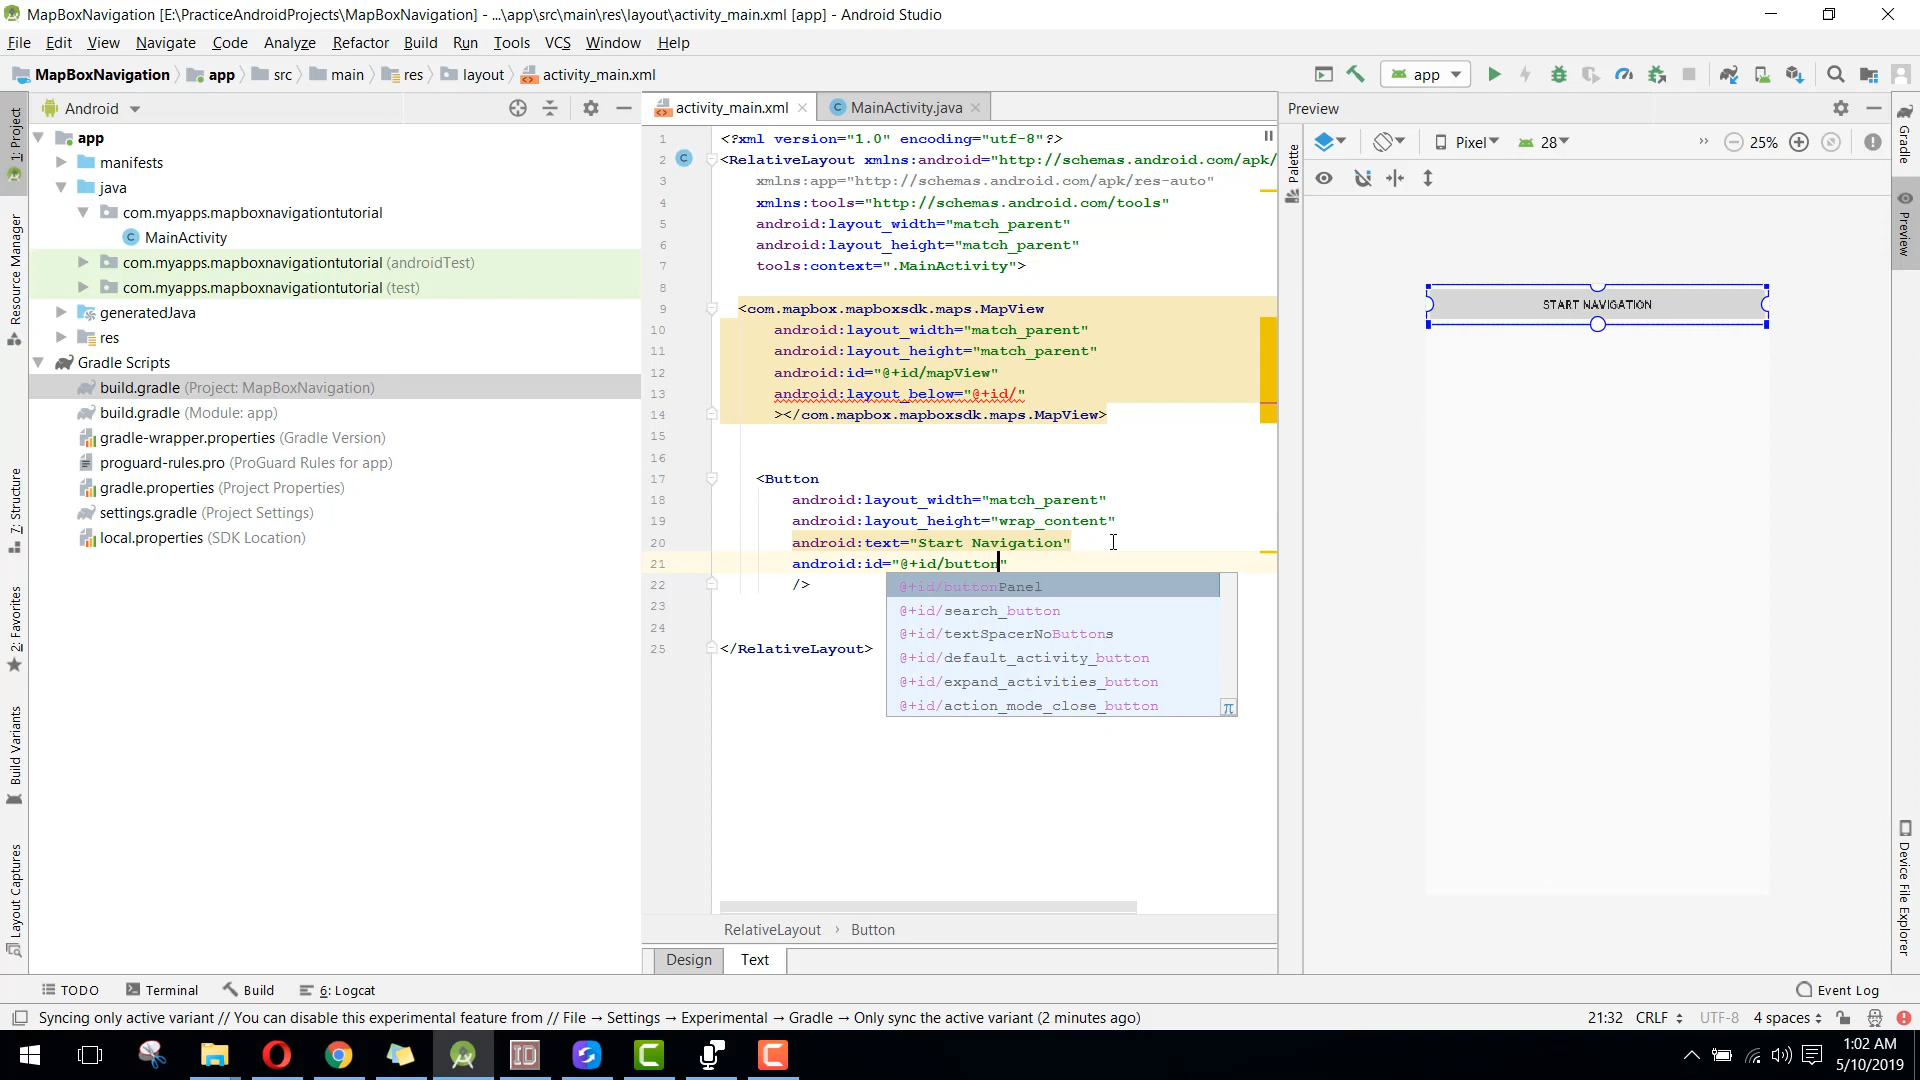 MapBoxNavigation [E:\PracticeAndroidProjects\MapBoxNavigation] - ...\app\src\main\res\layout\activity_main.xml [app] - Android Studio
File Edit View Navigate Code Analyze Refactor Build Run Tools VCS Window Help
MapBoxNavigation app src main res layout activity_main.xml
app
Android
activity_main.xml
MainActivity.java
Preview
1: Project
Resource Manager
7: Structure
2: Favorites
Build Variants
Layout Captures
app
manifests
java
com.myapps.mapboxnavigationtutorial
MainActivity
com.myapps.mapboxnavigationtutorial (androidTest)
com.myapps.mapboxnavigationtutorial (test)
generatedJava
res
Gradle Scripts
build.gradle (Project: MapBoxNavigation)
build.gradle (Module: app)
gradle-wrapper.properties (Gradle Version)
proguard-rules.pro (ProGuard Rules for app)
gradle.properties (Project Properties)
settings.gradle (Project Settings)
local.properties (SDK Location)
1 <?xml version="1.0" encoding="utf-8"?>
2 <RelativeLayout xmlns:android="http://schemas.android.com/apk/
3 xmlns:app="http://schemas.android.com/apk/res-auto"
4 xmlns:tools="http://schemas.android.com/tools"
5 android:layout_width="match_parent"
6 android:layout_height="match_parent"
7 tools:context=".MainActivity">
8
9 <com.mapbox.mapboxsdk.maps.MapView
10 android:layout_width="match_parent"
11 android:layout_height="match_parent"
12 android:id="@+id/mapView"
13 android:layout_below="@+id/"
14 ></com.mapbox.mapboxsdk.maps.MapView>
15
16
17 <Button
18 android:layout_width="match_parent"
19 android:layout_height="wrap_content"
20 android:text="Start Navigation"
21 android:id="@+id/button"
22 />
23
24
25 </RelativeLayout>
@+id/buttonPanel
@+id/search_button
@+id/textSpacerNoButtons
@+id/default_activity_button
@+id/expand_activities_button
@+id/action_mode_close_button
π
RelativeLayout › Button
Design Text
Palette
Pixel 28 » 25%
START NAVIGATION
Gradle
Preview
Device File Explorer
TODO Terminal Build 6: Logcat Event Log
Syncing only active variant // You can disable this experimental feature from // File → Settings → Experimental → Gradle → Only sync the active variant (2 minutes ago)
21:32 CRLF UTF-8 4 spaces
1:02 AM
5/10/2019